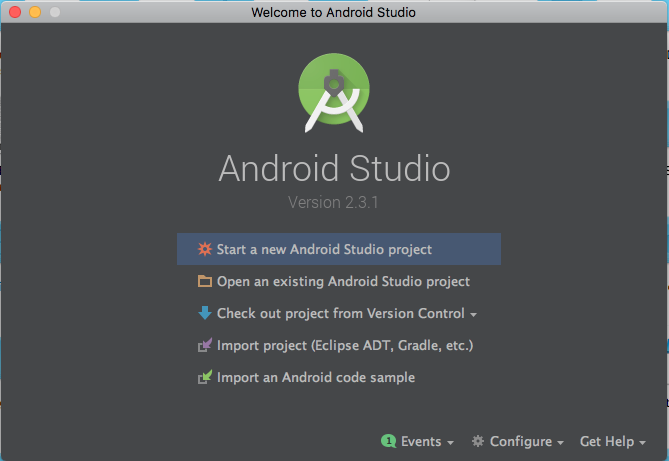 Welcome to Android Studio
Android Studio
Version 2.3.1
Start a new Android Studio project
Open an existing Android Studio project
Check out project from Version Control
Import project (Eclipse ADT, Gradle, etc.)
Import an Android code sample
1 Events Configure Get Help